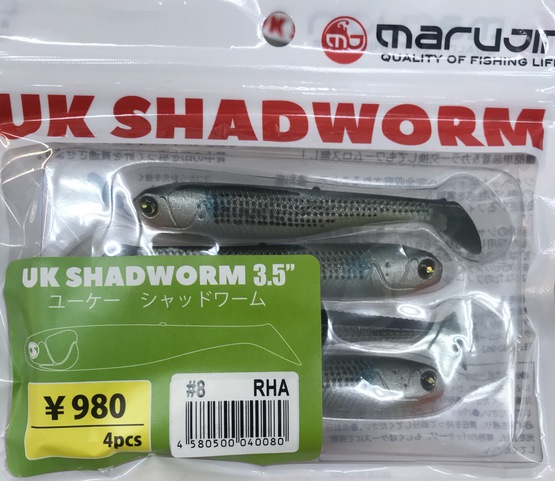 marujin
QUALITY OF FISHING LIFE
UK SHADWORM
UK SHADWORM 3.5"
ユーケー シャッドワーム
¥980
4pcs
#8 RHA
4 580500 040080